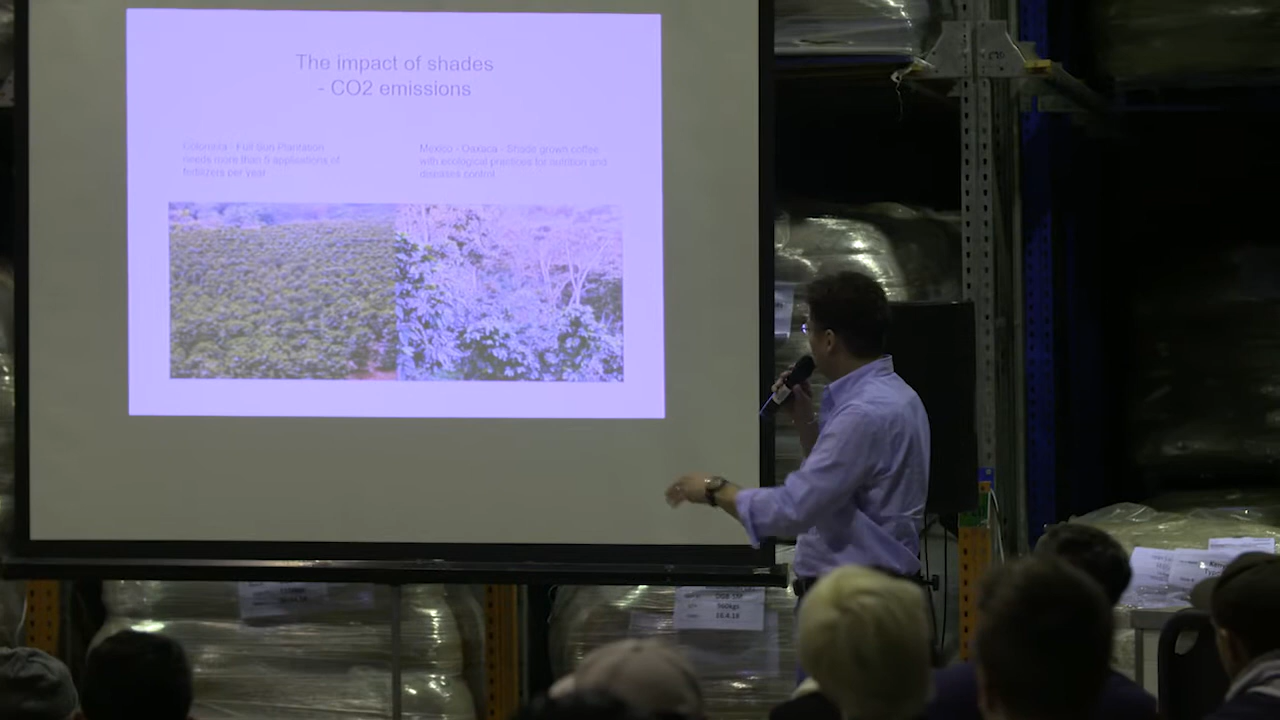 The impact of shades
- CO2 emissions
Colombia - Full Sun Plantation
needs more than 5 applications of
fertilizers per year
Mexico - Oaxaca - Shade grown coffee
with ecological practices for nutrition and
diseases control